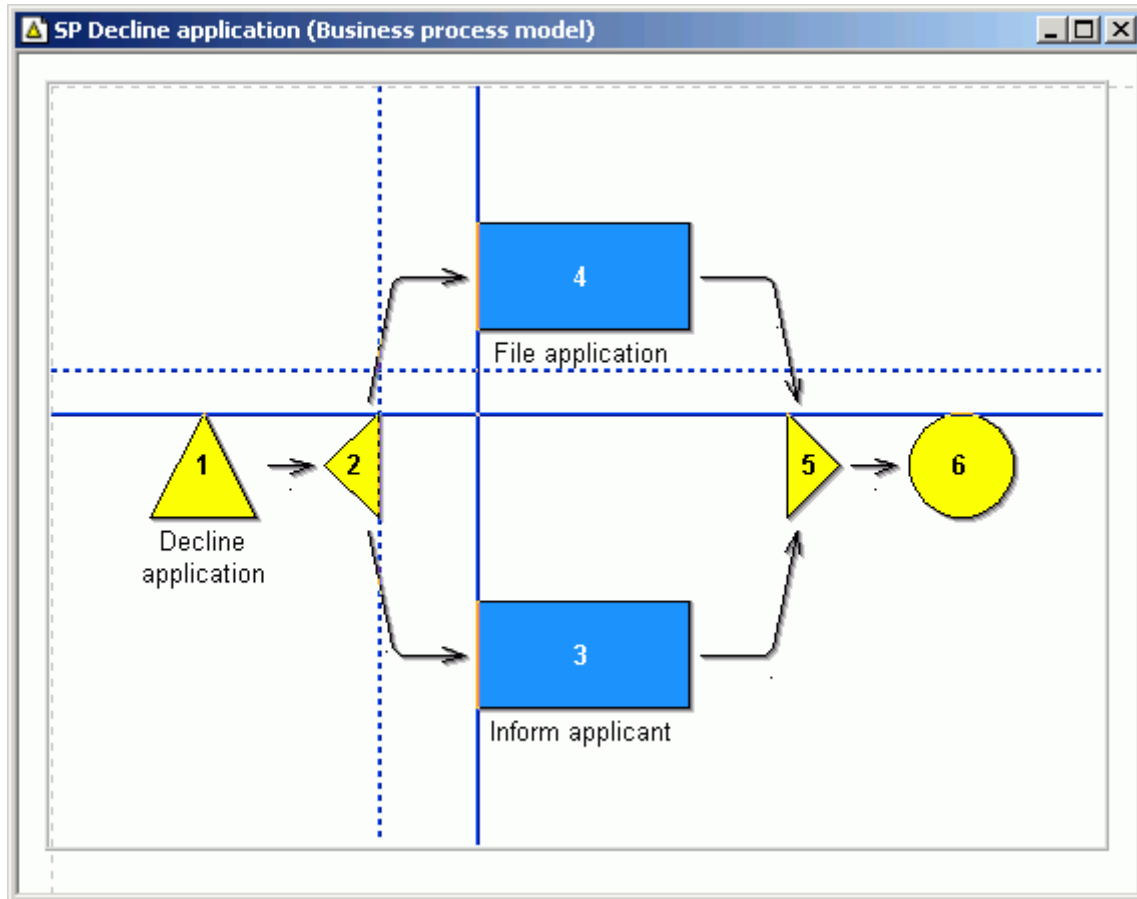 SP Decline application (Business process model)
4
File application
1
2
5
6
Decline
application
3
Inform applicant